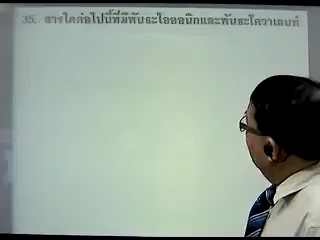 35. สารใดต่อไปนี้ที่มีพันธะไอออนิกและพันธะโควาเลนท์